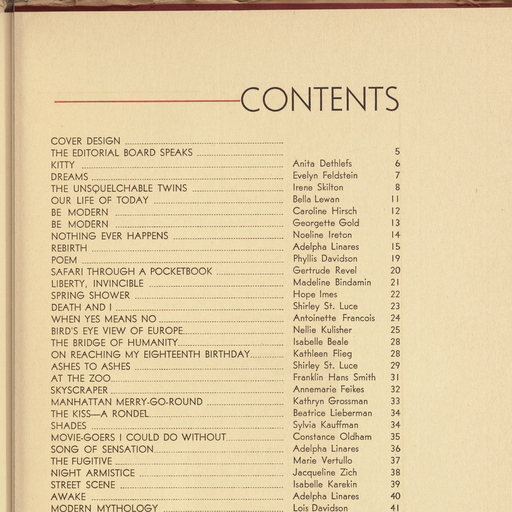 CONTENTS
COVER DESIGN
THE EDITORIAL BOARD SPEAKS 5
KITTY Anita Dethlefs 6
DREAMS Evelyn Feldstein 7
THE UNSQUELCHABLE TWINS Irene Skilton 8
OUR LIFE OF TODAY Bella Lewan 11
BE MODERN Caroline Hirsch 12
BE MODERN Georgette Gold 13
NOTHING EVER HAPPENS Noeline Ireton 14
REBIRTH Adelpha Linares 15
POEM Phyllis Davidson 19
SAFARI THROUGH A POCKETBOOK Gertrude Revel 20
LIBERTY, INVINCIBLE Madeline Bindamin 21
SPRING SHOWER Hope Imes 22
DEATH AND I Shirley St. Luce 23
WHEN YES MEANS NO Antoinette Francois 24
BIRD'S EYE VIEW OF EUROPE Nellie Kulisher 25
THE BRIDGE OF HUMANITY Isabelle Beale 28
ON REACHING MY EIGHTEENTH BIRTHDAY Kathleen Flieg 28
ASHES TO ASHES Shirley St. Luce 29
AT THE ZOO Franklin Hans Smith 31
SKYSCRAPER Annemarie Feikes 32
MANHATTAN MERRY-GO-ROUND Kathryn Grossman 33
THE KISS—A RONDEL Beatrice Lieberman 34
SHADES Sylvia Kauffman 34
MOVIE-GOERS I COULD DO WITHOUT Constance Oldham 35
SONG OF SENSATION Adelpha Linares 36
THE FUGITIVE Marie Vertullo 37
NIGHT ARMISTICE Jacqueline Zich 38
STREET SCENE Isabelle Karekin 39
AWAKE Adelpha Linares 40
MODERN MYTHOLOGY Lois Davidson 41